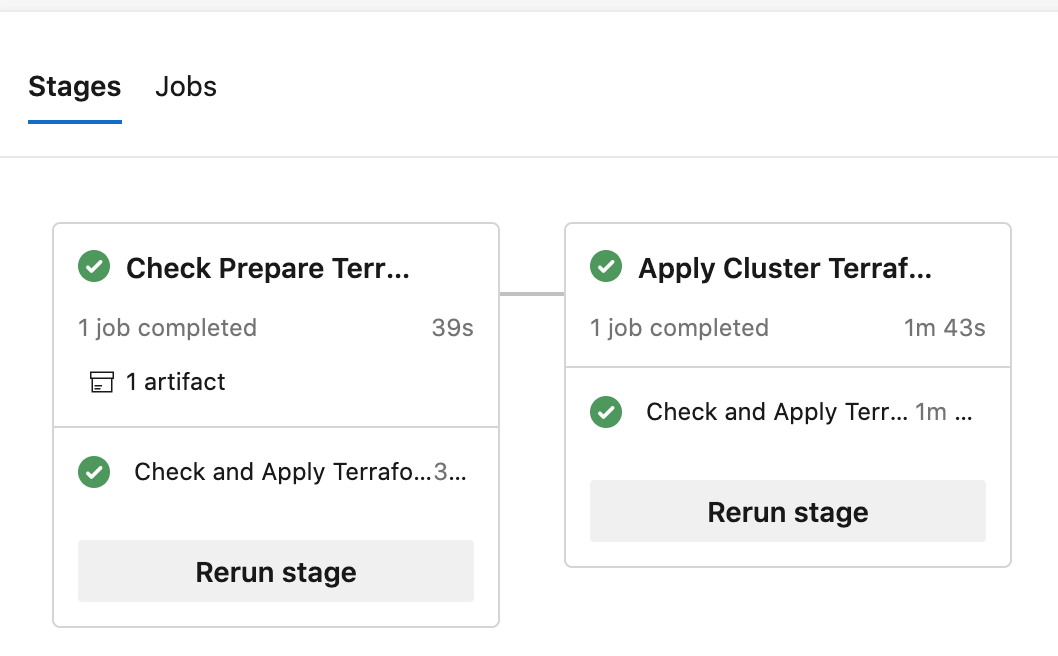 Stages Jobs
Check Prepare Terr...
1 job completed 39s
1 artifact
Check and Apply Terrafo... 3...
Rerun stage
Apply Cluster Terraf...
1 job completed 1m 43s
Check and Apply Terr... 1m ...
Rerun stage